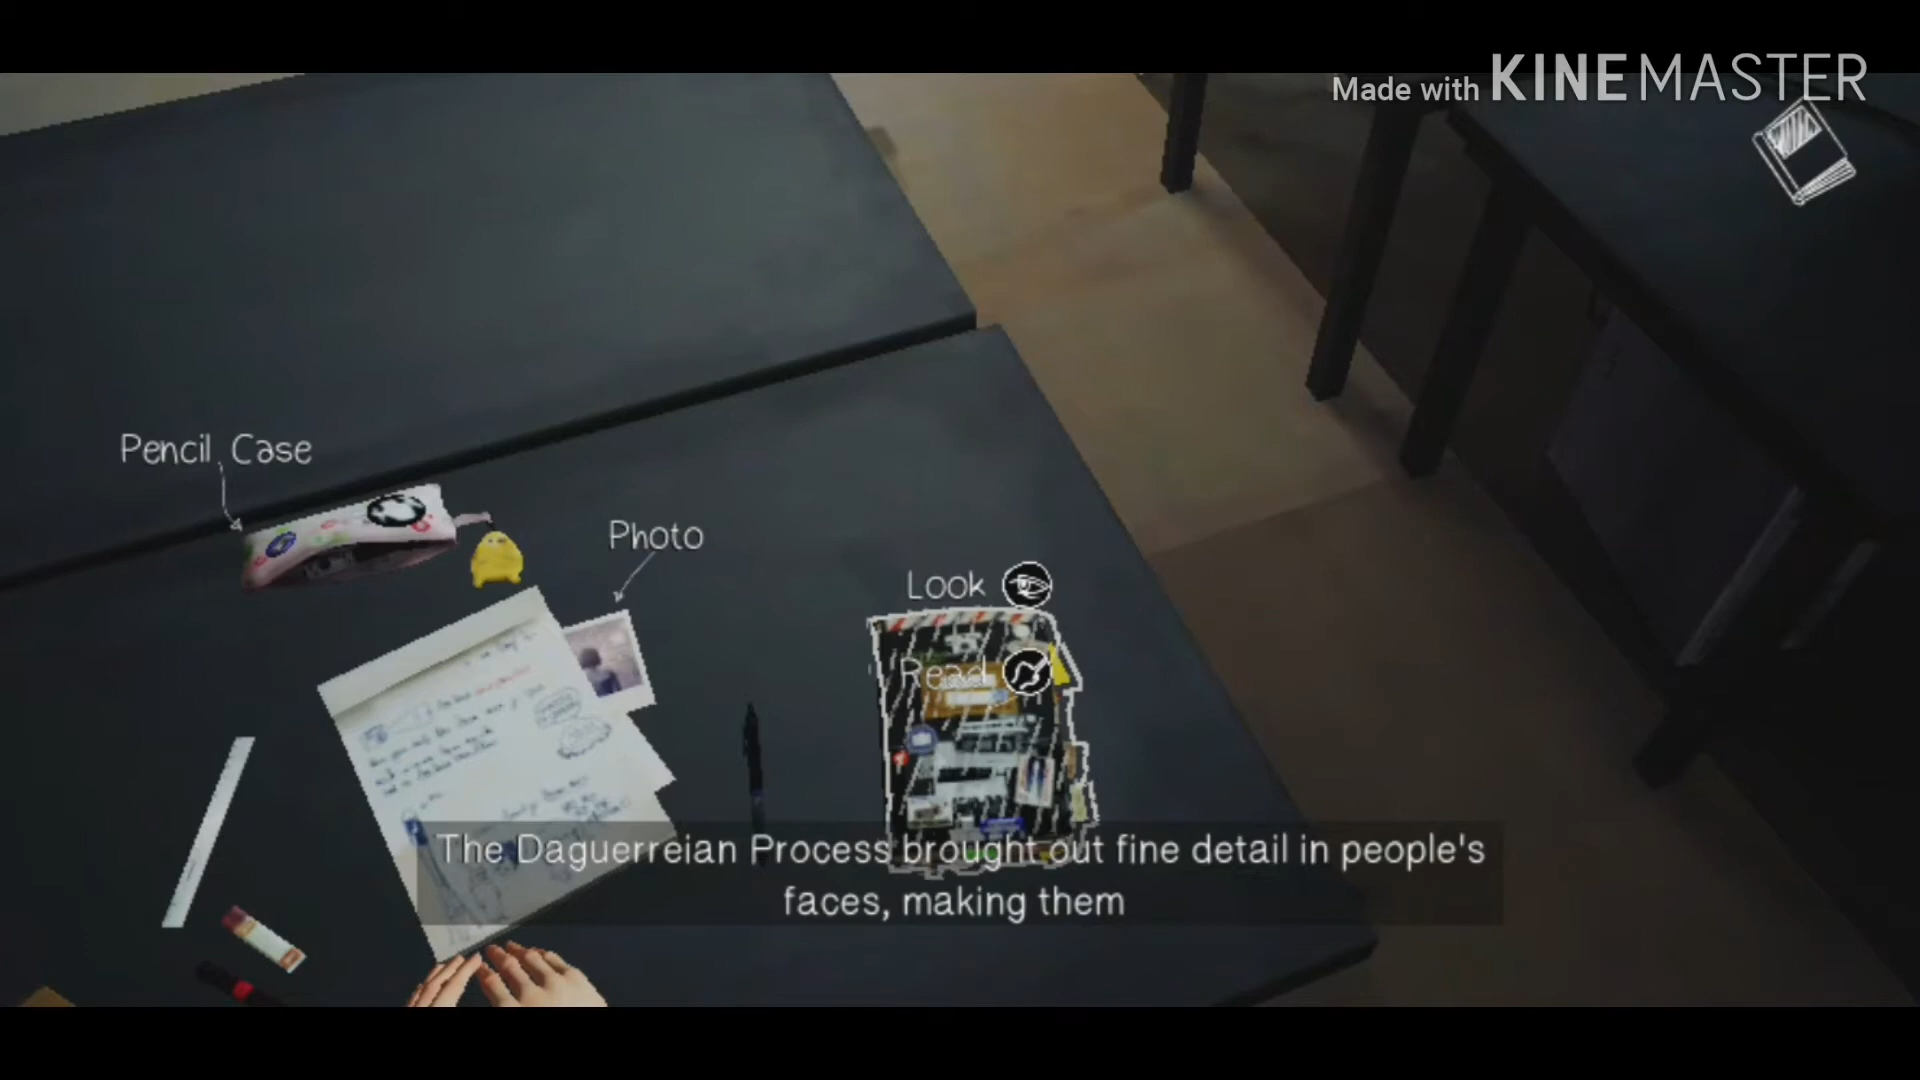 Made with KINEMASTER
Pencil Case
Photo
Look
Read
The Daguerreian Process brought out fine detail in people's
faces, making them